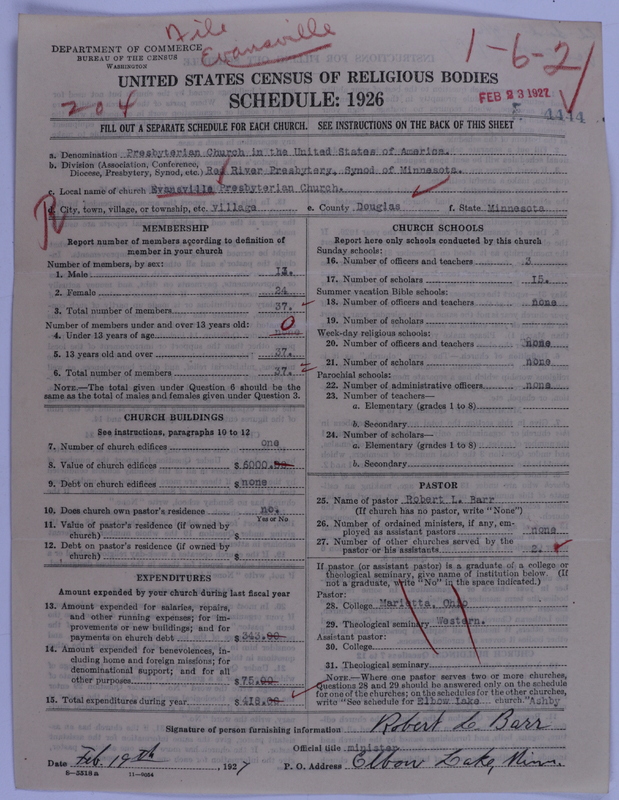 File
Evansville
1-6-21
DEPARTMENT OF COMMERCE
BUREAU OF THE CENSUS
WASHINGTON
UNITED STATES CENSUS OF RELIGIOUS BODIES
SCHEDULE: 1926
204
FEB 23 1927
4444
FILL OUT A SEPARATE SCHEDULE FOR EACH CHURCH. SEE INSTRUCTIONS ON THE BACK OF THIS SHEET
a. Denomination Presbyterian Church in the United States of America.
b. Division (Association, Conference, Diocese, Presbytery, Synod, etc.) Red River Presbytery, Synod of Minnesota.
c. Local name of church Evansville Presbyterian Church.
d. City, town, village, or township, etc. village e. County Douglas f. State Minnesota
R
MEMBERSHIP
Report number of members according to definition of
member in your church
Number of members, by sex:
1. Male 13.
2. Female 24
3. Total number of members 37.
Number of members under and over 13 years old:
4. Under 13 years of age none 0
5. 13 years old and over 37.
6. Total number of members 37.
NOTE.—The total given under Question 6 should be the
same as the total of males and females given under Question 3.
CHURCH BUILDINGS
See instructions, paragraphs 10 to 12
7. Number of church edifices one
8. Value of church edifices $ 5000.00
9. Debt on church edifices $ none
10. Does church own pastor's residence no.
Yes or No
11. Value of pastor's residence (if owned by
church) $
12. Debt on pastor's residence (if owned by
church) $
EXPENDITURES
Amount expended by your church during last fiscal year
13. Amount expended for salaries, repairs,
and other running expenses; for im-
provements or new buildings; and for
payments on church debt $ 343.00
14. Amount expended for benevolences, in-
cluding home and foreign missions; for
denominational support; and for all
other purposes $ 75.00
15. Total expenditures during year $ 418.00
CHURCH SCHOOLS
Report here only schools conducted by this church
Sunday schools:
16. Number of officers and teachers 3
17. Number of scholars 15.
Summer vacation Bible schools:
18. Number of officers and teachers none
19. Number of scholars
Week-day religious schools:
20. Number of officers and teachers none
21. Number of scholars none
Parochial schools:
22. Number of administrative officers none
23. Number of teachers—
a. Elementary (grades 1 to 8)
b. Secondary
24. Number of scholars—
a. Elementary (grades 1 to 8)
b. Secondary
PASTOR
25. Name of pastor Robert L. Barr
(If church has no pastor, write "None")
26. Number of ordained ministers, if any, em-
ployed as assistant pastors none
27. Number of other churches served by the
pastor or his assistants 2.
If pastor (or assistant pastor) is a graduate of a college or
theological seminary, give name of institution below. (If
not a graduate, write "No" in the space indicated.)
Pastor:
28. College Marietta, Ohio
29. Theological seminary Western.
Assistant pastor:
30. College
31. Theological seminary
NOTE.—Where one pastor serves two or more churches,
Questions 28 and 29 should be answered only on the schedule
for one of the churches; on the schedules for the other churches,
write "See schedule for Elbow Lake church." Ashby
Signature of person furnishing information Robert L. Barr
Official title minister
Date Feb. 19th, 1927 P. O. Address Elbow Lake, Minn.
8-5318a 11-8664